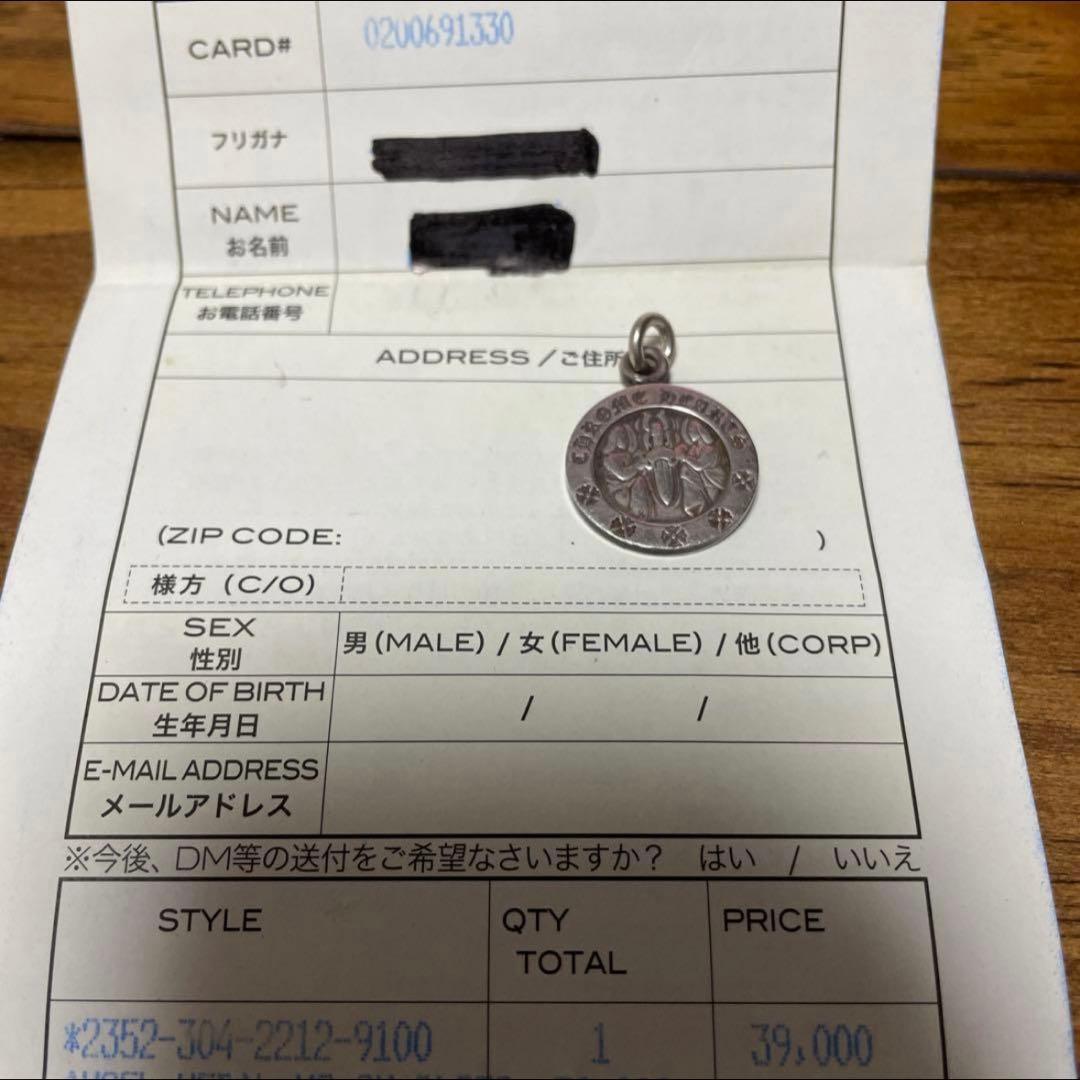 CARD# 0200691330
フリガナ
NAME
お名前
TELEPHONE
お電話番号
ADDRESS / ご住所
CHROME HEARTS
(ZIP CODE: )
様方 (C/O)
SEX
性別
男(MALE) / 女(FEMALE) / 他(CORP)
DATE OF BIRTH
生年月日
/ /
E-MAIL ADDRESS
メールアドレス
※今後、DM等の送付をご希望なさいますか? はい / いいえ
STYLE QTY PRICE
TOTAL
*2352-304-2212-9100 1 39,000